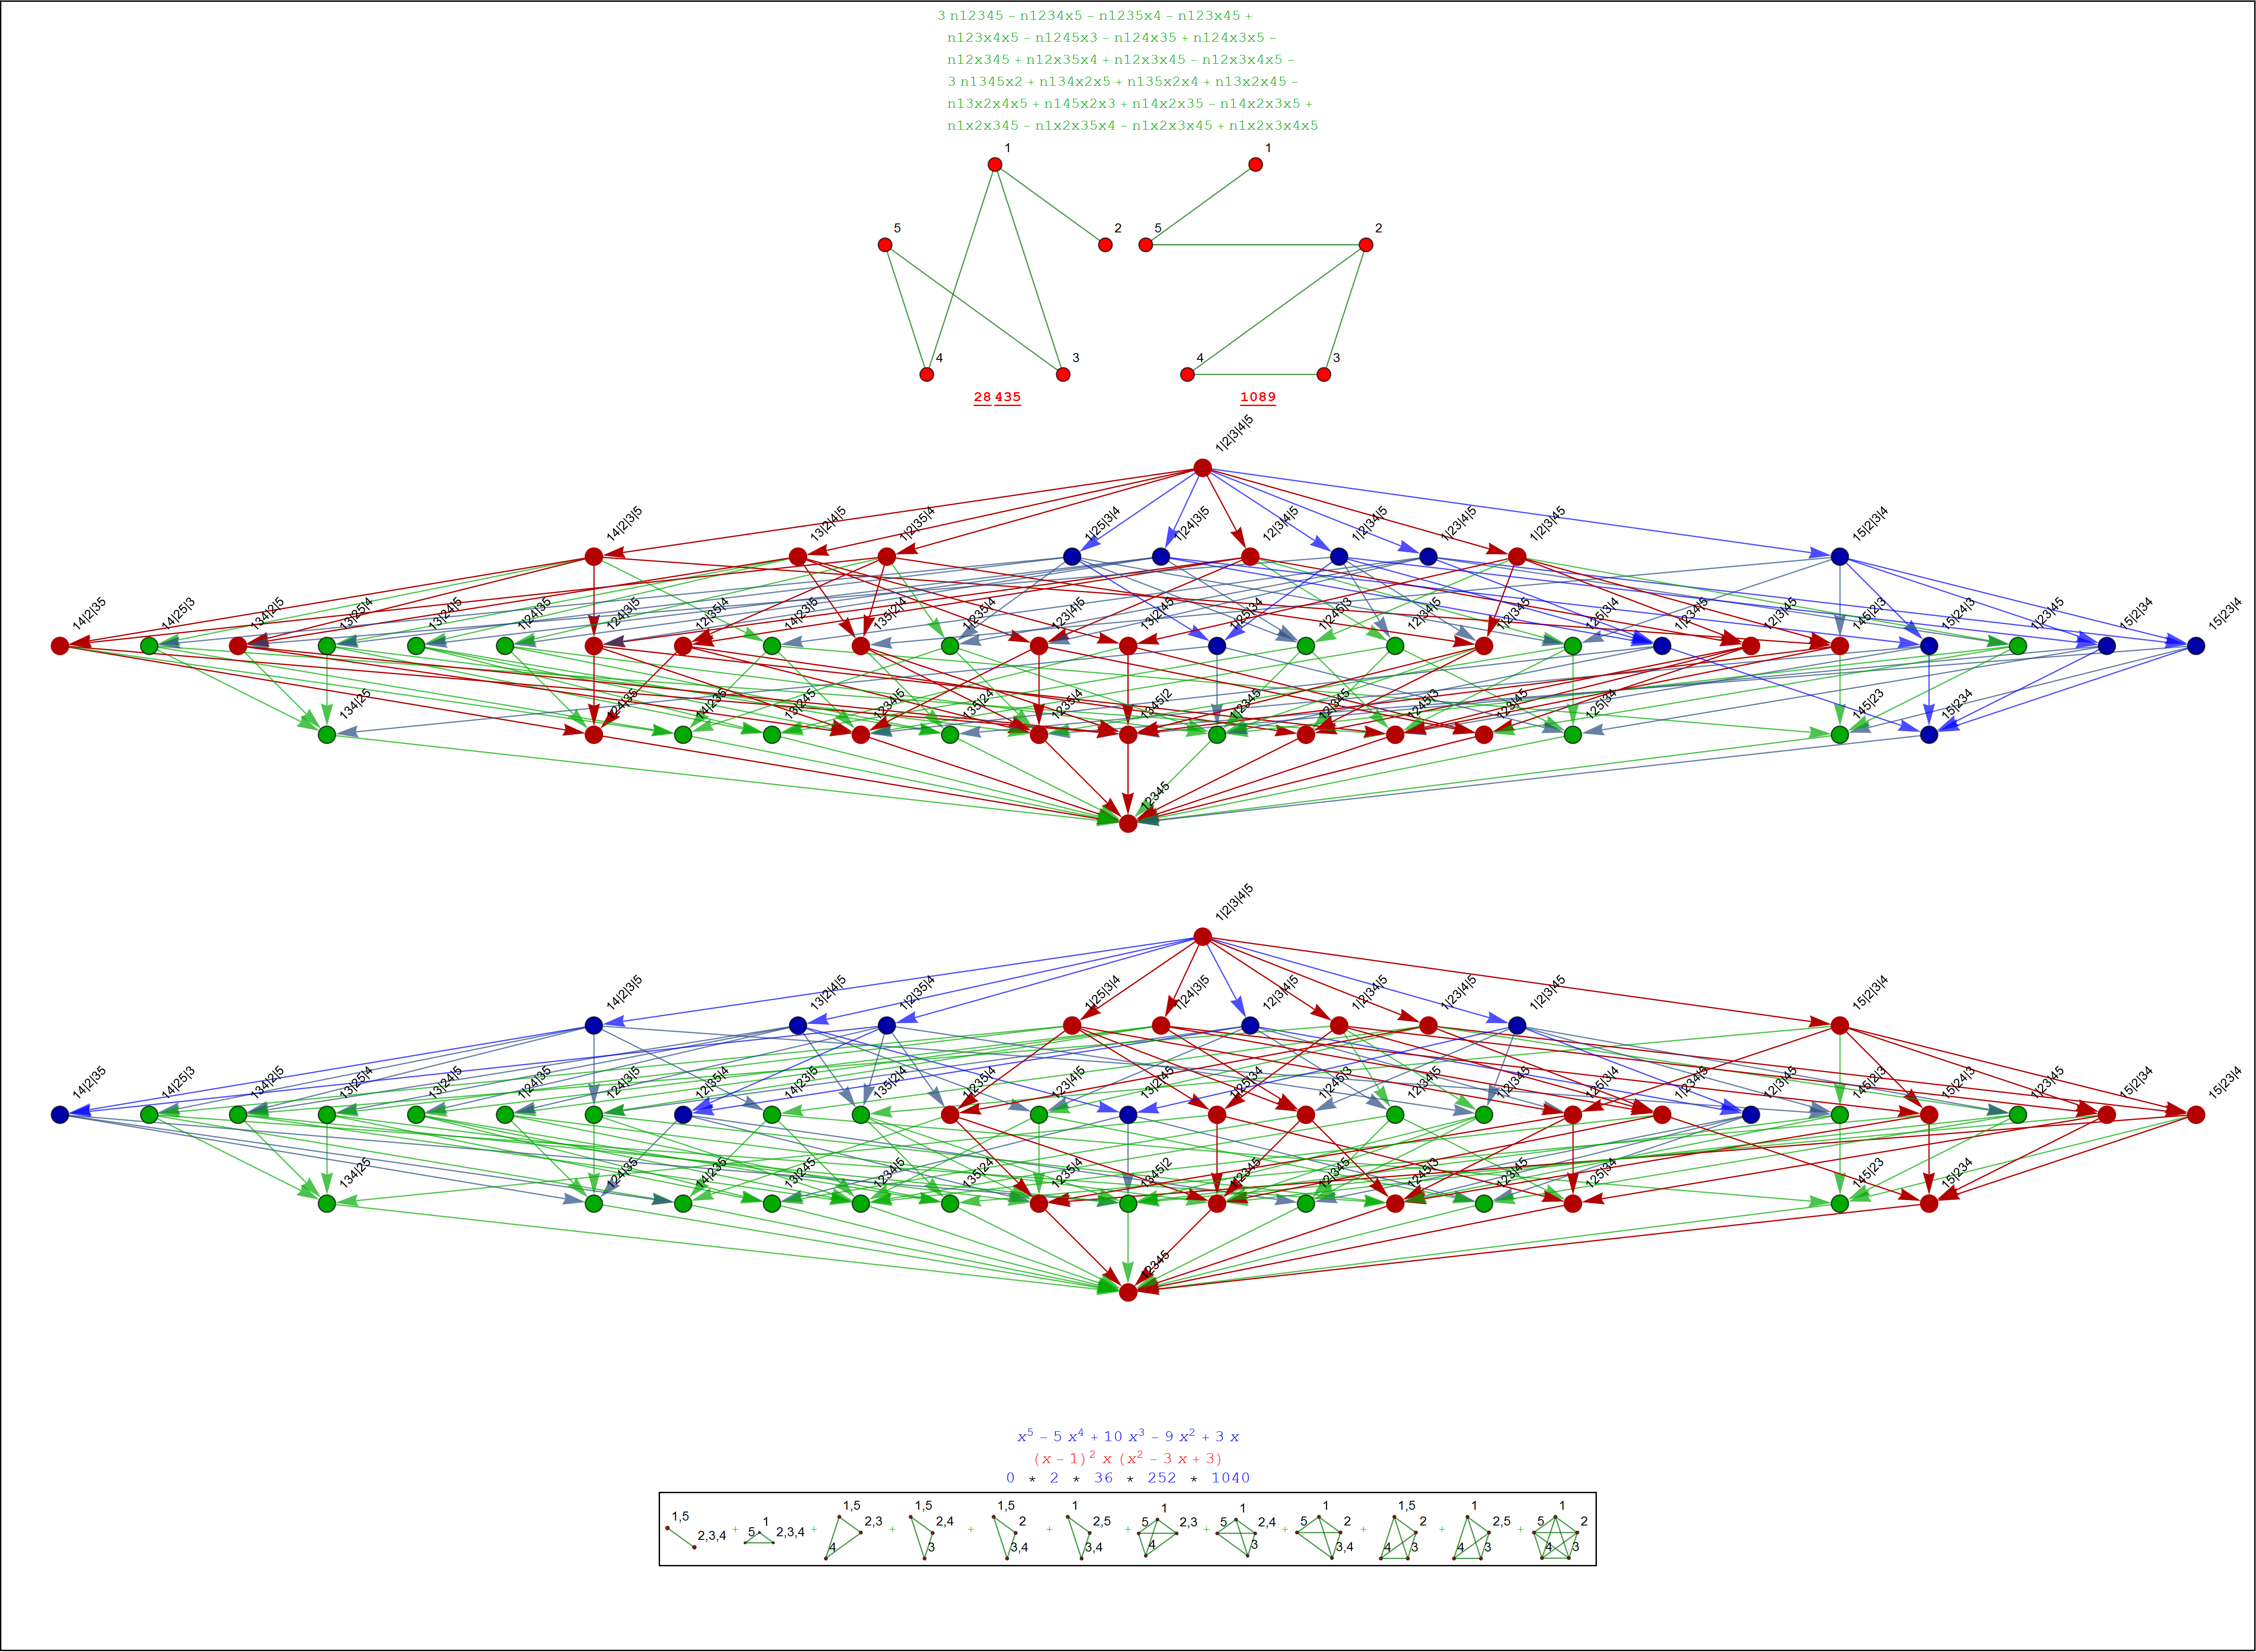 3 n12345 – n1234x5 – n1235x4 – n123x45 +
n123x4x5 – n1245x3 – n124x35 + n124x3x5 –
n12x345 + n12x35x4 + n12x3x45 – n12x3x4x5 –
3 n1345x2 + n134x2x5 + n135x2x4 + n13x2x45 –
n13x2x4x5 + n145x2x3 + n14x2x35 – n14x2x3x5 +
n1x2x345 – n1x2x35x4 – n1x2x3x45 + n1x2x3x4x5
1 1
5 2 5 2
4 3 4 3
28 435 1089
1|2|3|4|5
14|2|3|5 13|2|4|5 1|2|35|4 1|25|3|4 1|24|3|5 12|3|4|5 1|2|34|5 1|23|4|5 1|2|3|45 15|2|3|4
14|2|35 14|25|3 134|2|5 13|25|4 13|24|5 1|24|35 124|3|5 12|35|4 14|23|5 135|2|4 1|235|4 123|4|5 13|2|45 1|25|34 1|245|3 12|34|5 1|2|345 125|3|4 1|234|5 12|3|45 145|2|3 15|24|3 1|23|45 15|2|34 15|23|4
134|25 124|35 14|235 13|245 1234|5 135|24 1235|4 1345|2 1|2345 12|345 1245|3 123|45 125|34 145|23 15|234
12345
1|2|3|4|5
14|2|3|5 13|2|4|5 1|2|35|4 1|25|3|4 1|24|3|5 12|3|4|5 1|2|34|5 1|23|4|5 1|2|3|45 15|2|3|4
14|2|35 14|25|3 134|2|5 13|25|4 13|24|5 1|24|35 124|3|5 12|35|4 14|23|5 135|2|4 1|235|4 123|4|5 13|2|45 1|25|34 1|245|3 12|34|5 1|2|345 125|3|4 1|234|5 12|3|45 145|2|3 15|24|3 1|23|45 15|2|34 15|23|4
134|25 124|35 14|235 13|245 1234|5 135|24 1235|4 1345|2 1|2345 12|345 1245|3 123|45 125|34 145|23 15|234
12345
x⁵ – 5 x⁴ + 10 x³ – 9 x² + 3 x
(x – 1)² x (x² – 3 x + 3)
0 * 2 * 36 * 252 * 1040
1,5 2,3,4 + 5 1 2,3,4 + 1,5 2,3 4 + 1,5 2,4 3 + 1,5 2 3,4 + 1 2,5 3,4 + 5 1 2,3 4 + 5 1 2,4 3 + 5 1 2 3,4 + 1,5 2 4 3 + 1 2,5 4 3 + 5 1 2 4 3